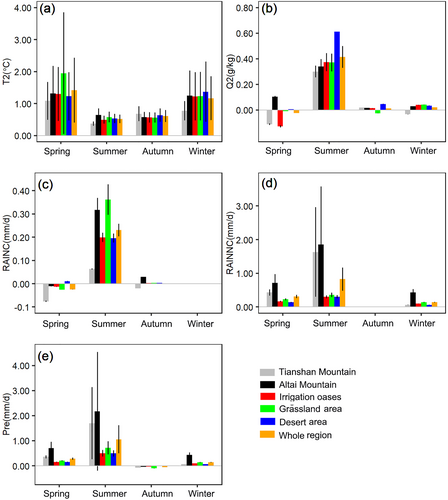 (a)
T2(°C)
4.00
3.00
2.00
1.00
0.00
Spring Summer Autumn Winter
(b)
Q2(g/kg)
0.80
0.60
0.40
0.20
0.00
-0.20
Spring Summer Autumn Winter
(c)
RAINC(mm/d)
0.40
0.30
0.20
0.10
0.00
-0.1
Spring Summer Autumn Winter
(d)
RAINNC(mm/d)
3.00
2.00
1.00
0.00
Spring Summer Autumn Winter
(e)
Pre(mm/d)
4.00
3.00
2.00
1.00
0.00
Spring Summer Autumn Winter
Tianshan Mountain
Altai Mountain
Irrigation oases
Grassland area
Desert area
Whole region